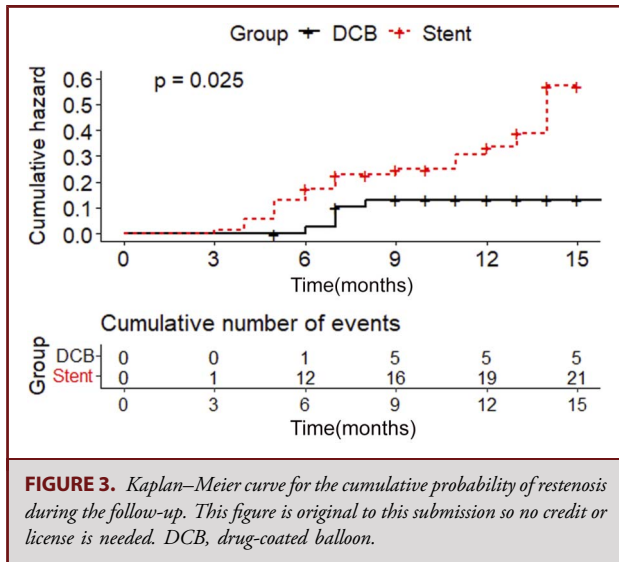 Group DCB Stent
p = 0.025
Cumulative hazard
0.6
0.5
0.4
0.3
0.2
0.1
0.0
0 3 6 9 12 15
Time(months)
Cumulative number of events
Group
DCB 0 0 1 5 5 5
Stent 0 1 12 16 19 21
0 3 6 9 12 15
Time(months)
FIGURE 3. Kaplan–Meier curve for the cumulative probability of restenosis
during the follow-up. This figure is original to this submission so no credit or
license is needed. DCB, drug-coated balloon.